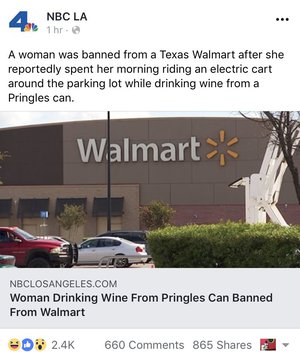 4
NBC LA
1 hr ·
A woman was banned from a Texas Walmart after she
reportedly spent her morning riding an electric cart
around the parking lot while drinking wine from a
Pringles can.
Walmart
NBCLOSANGELES.COM
Woman Drinking Wine From Pringles Can Banned
From Walmart
2.4K 660 Comments 865 Shares